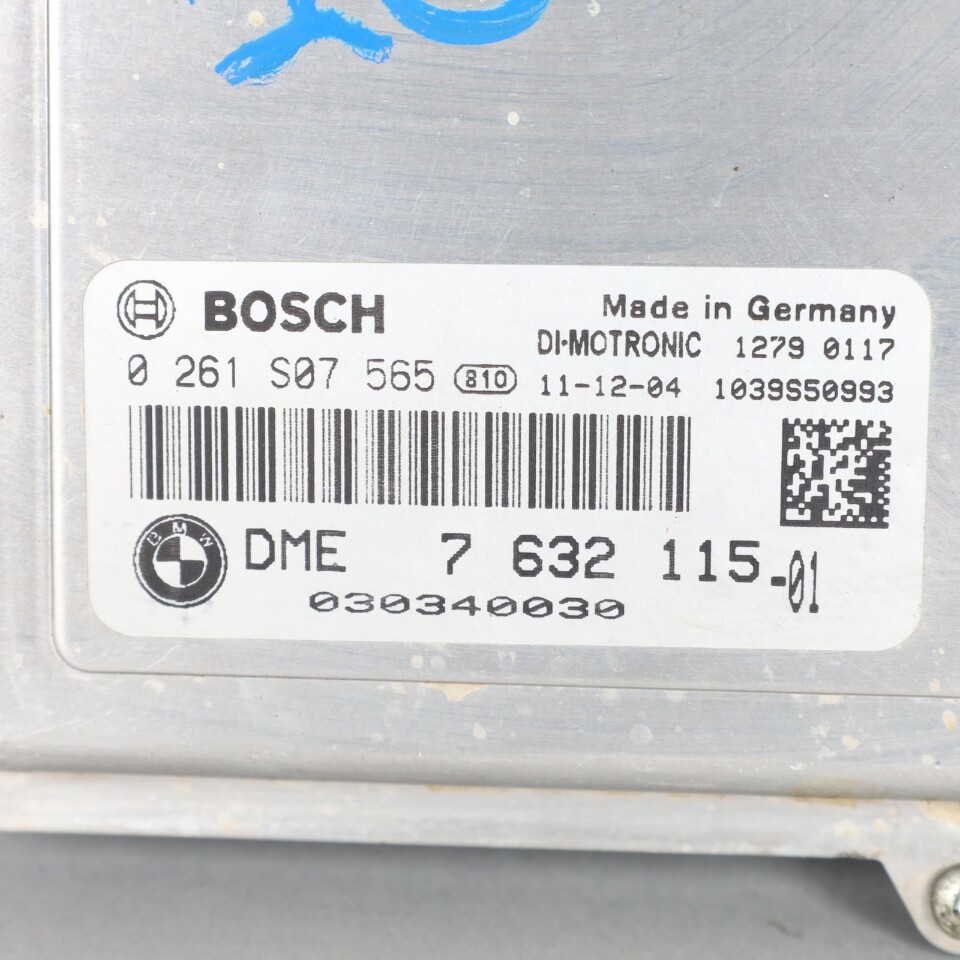 BOSCH
Made in Germany
DI·MOTRONIC 1279 0117
0 261 S07 565 810 11-12-04 1039S50993
BMW DME 7 632 115-01
030340030